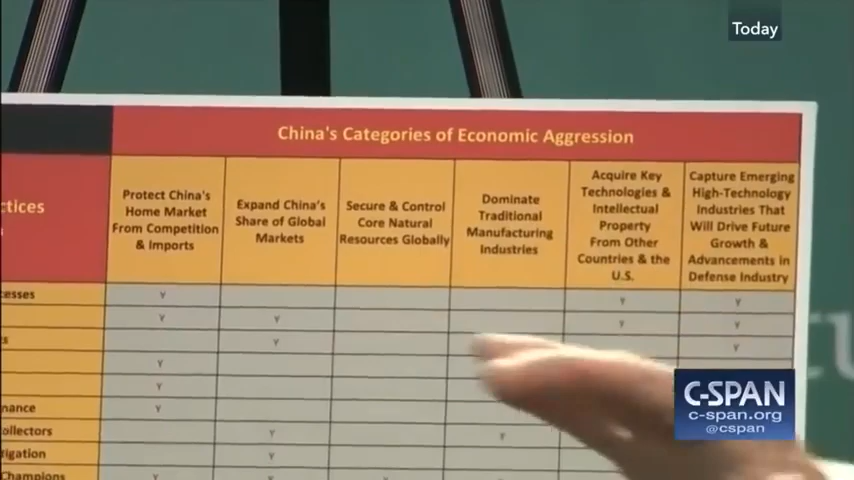 Today
China's Categories of Economic Aggression
ctices
Protect China's
Home Market
From Competition
& Imports
Expand China's
Share of Global
Markets
Secure & Control
Core Natural
Resources Globally
Dominate
Traditional
Manufacturing
Industries
Acquire Key
Technologies &
Intellectual
Property
From Other
Countries & the
U.S.
Capture Emerging
High-Technology
Industries That
Will Drive Future
Growth &
Advancements in
Defense Industry
cesses Y Y Y
Y Y Y Y
s Y Y
Y
Y
nance Y
ollectors Y Y
tigation Y
Champions Y Y
tu
C-SPAN
c-span.org
@cspan